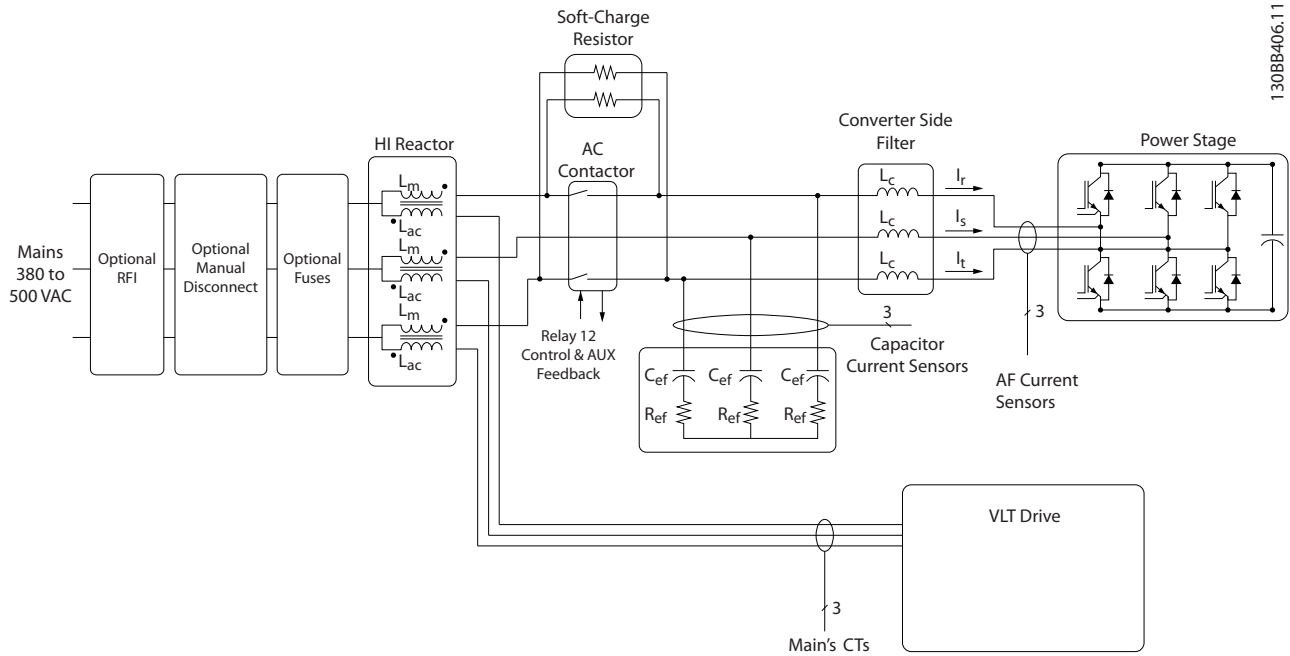 130BB406.11
Soft-Charge
Resistor
HI Reactor
AC
Contactor
Converter Side
Filter
Power Stage
Mains
380 to
500 VAC
Optional
RFI
Optional
Manual
Disconnect
Optional
Fuses
Lm
Lac
Lm
Lac
Lm
Lac
Relay 12
Control & AUX
Feedback
Lc
Lc
Lc
Ir
Is
It
3
Capacitor
Current Sensors
3
AF Current
Sensors
Cef
Cef
Cef
Ref
Ref
Ref
VLT Drive
3
Main's CTs